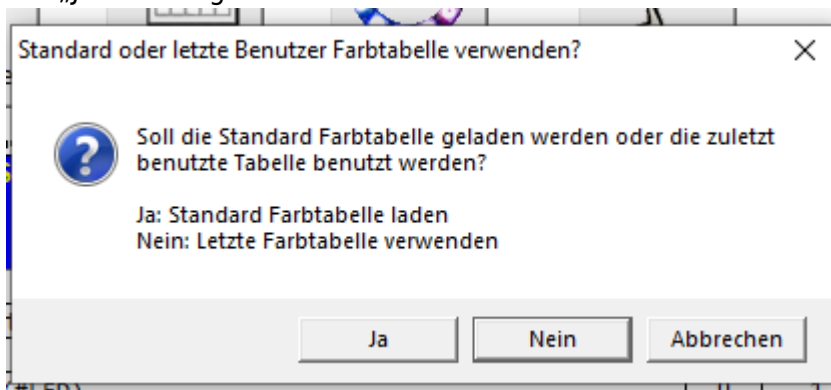 Standard oder letzte Benutzer Farbtabelle verwenden?
Soll die Standard Farbtabelle geladen werden oder die zuletzt
benutzte Tabelle benutzt werden?
Ja: Standard Farbtabelle laden
Nein: Letzte Farbtabelle verwenden
Ja Nein Abbrechen